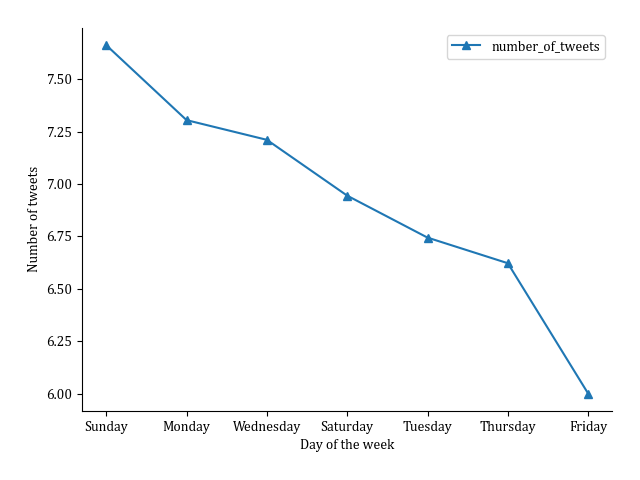 number_of_tweets
7.50
7.25
7.00
6.75
6.50
6.25
6.00
Number of tweets
Sunday Monday Wednesday Saturday Tuesday Thursday Friday
Day of the week